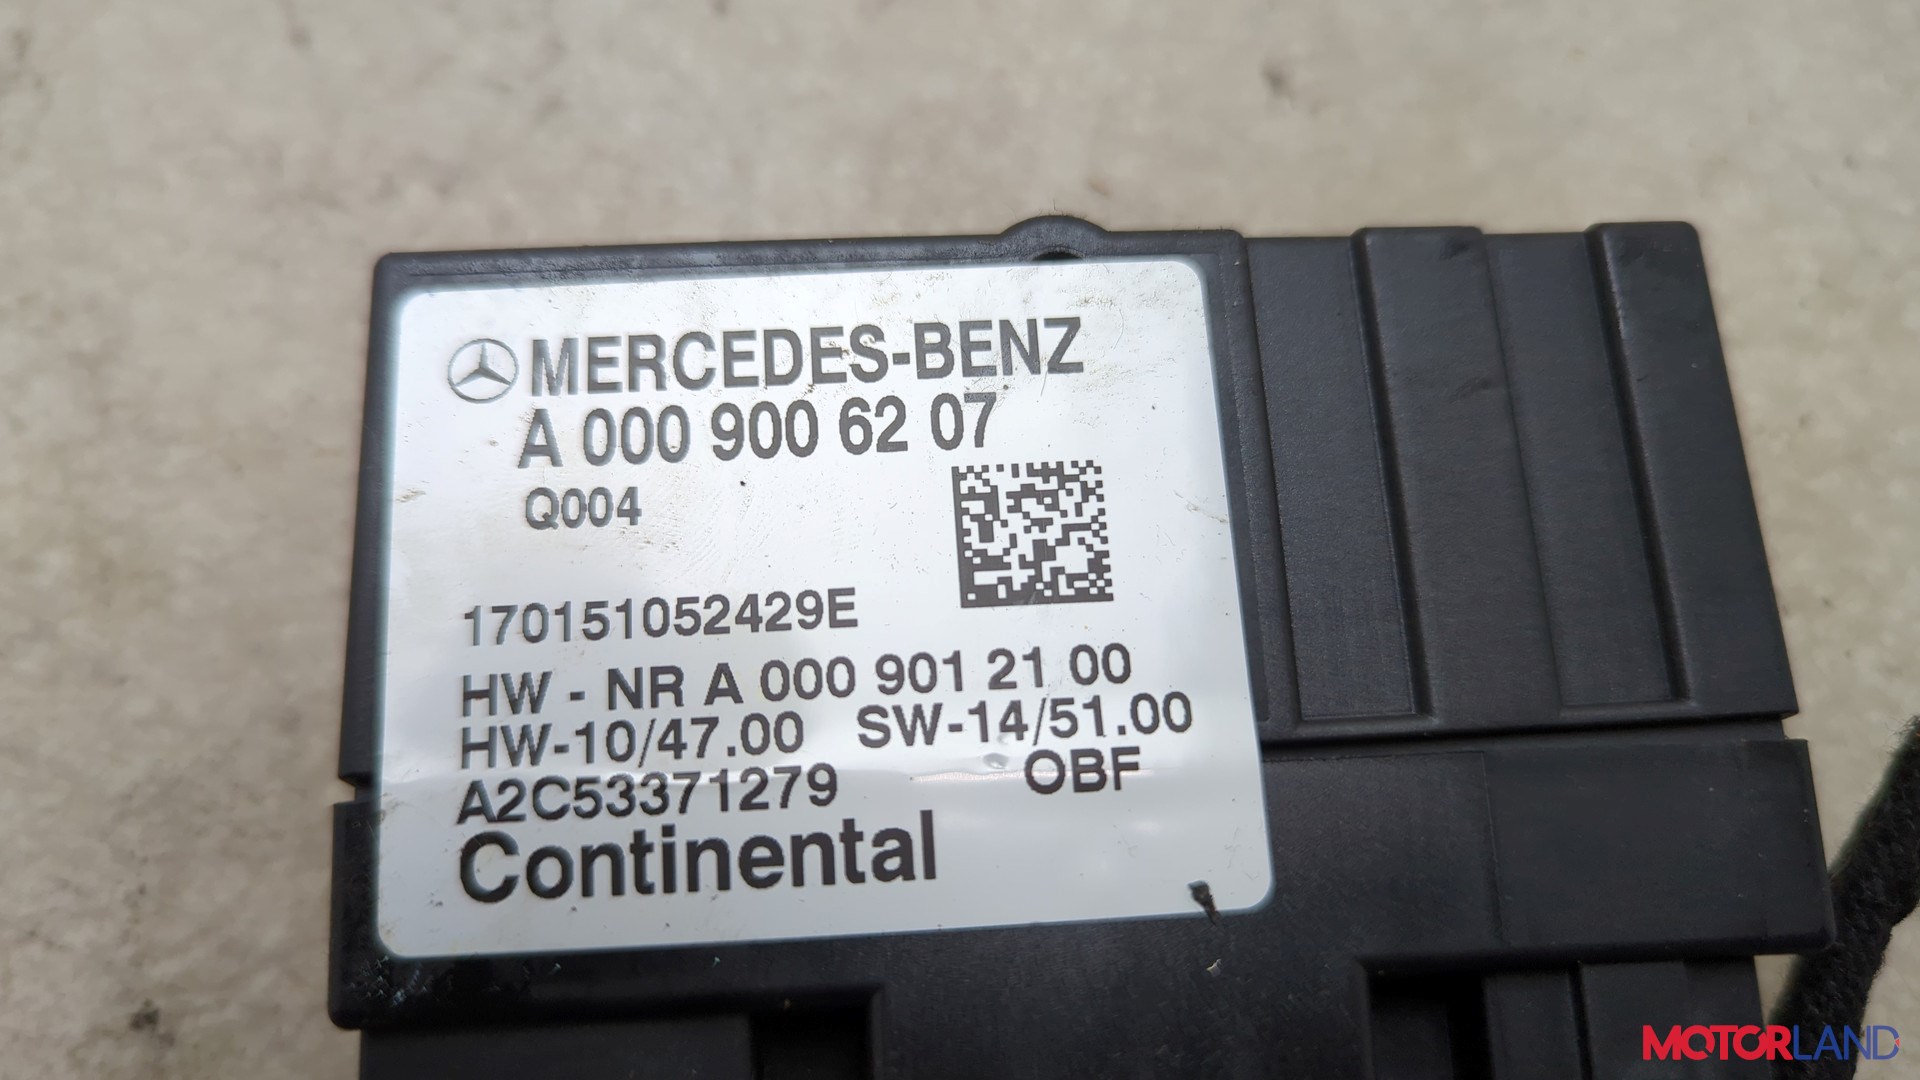 MERCEDES-BENZ
A 000 900 62 07
Q004
170151052429E
HW - NR A 000 901 21 00
HW-10/47.00 SW-14/51.00
A2C53371279 OBF
Continental
MOTORLAND